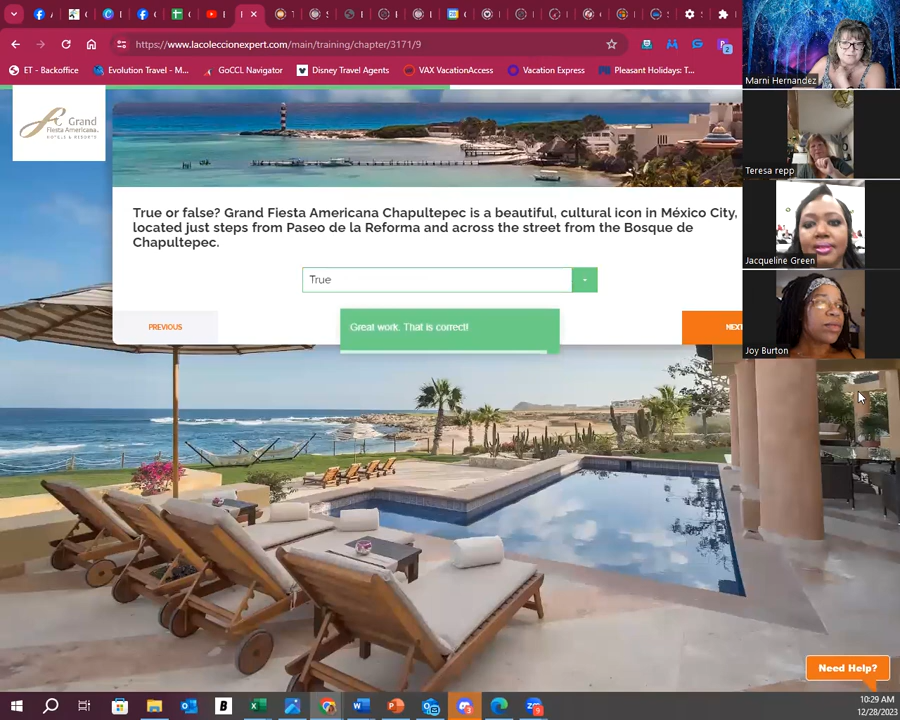 https://www.lacoleccionexpert.com/main/training/chapter/3171/9
ET - Backoffice
Evolution Travel - M...
GoCCL Navigator
Disney Travel Agents
VAX VacationAccess
Vacation Express
Pleasant Holidays: T...
Grand
Fiesta Americana
HOTELS & RESORTS
True or false? Grand Fiesta Americana Chapultepec is a beautiful, cultural icon in México City,
located just steps from Paseo de la Reforma and across the street from the Bosque de
Chapultepec.
True
PREVIOUS
Great work. That is correct!
NEXT
Marni Hernandez
Teresa repp
Jacqueline Green
Joy Burton
Need Help?
10:29 AM
12/28/2023